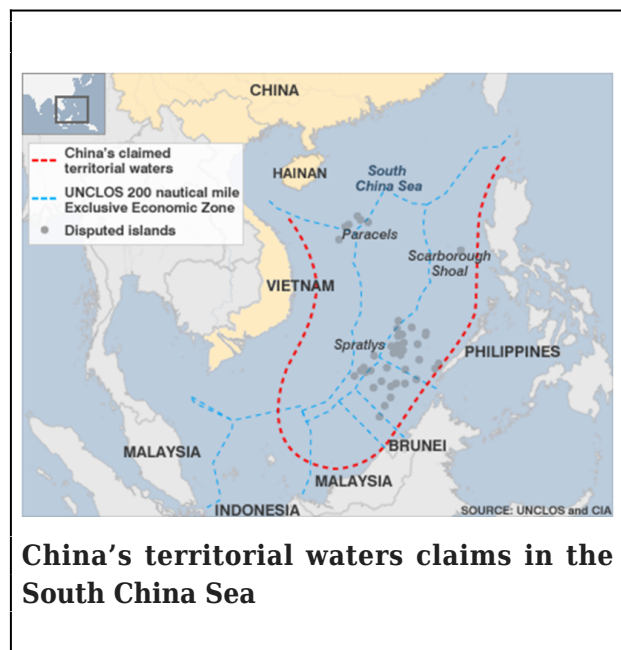 CHINA
China's claimed
territorial waters
UNCLOS 200 nautical mile
Exclusive Economic Zone
Disputed islands
HAINAN
South
China Sea
Paracels
Scarborough
Shoal
VIETNAM
Spratlys
PHILIPPINES
MALAYSIA
BRUNEI
MALAYSIA
INDONESIA
SOURCE: UNCLOS and CIA
China’s territorial waters claims in the
South China Sea